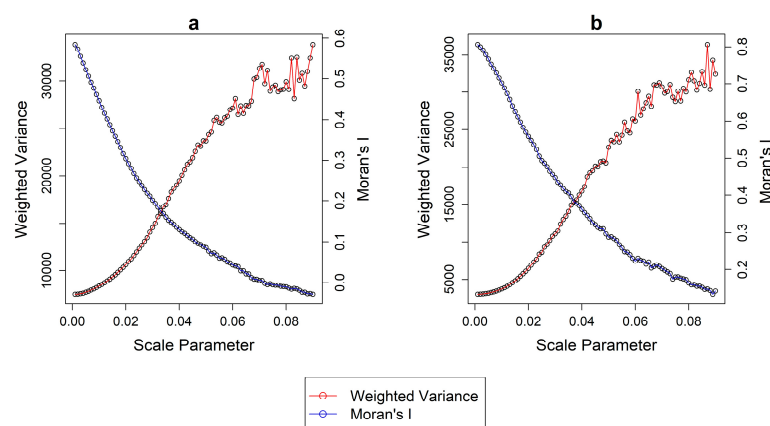 a
Weighted Variance
10000 20000 30000
0.0 0.1 0.2 0.3 0.4 0.5 0.6
Moran's I
0.00 0.02 0.04 0.06 0.08
Scale Parameter
b
Weighted Variance
5000 15000 25000 35000
0.2 0.3 0.4 0.5 0.6 0.7 0.8
Moran's I
0.00 0.02 0.04 0.06 0.08
Scale Parameter
Weighted Variance
Moran's I